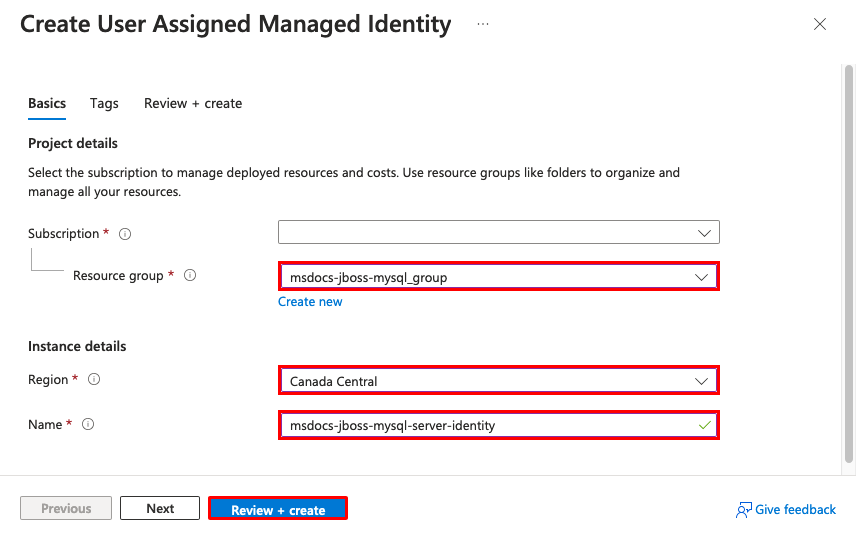 Create User Assigned Managed Identity ...
Basics Tags Review + create
Project details
Select the subscription to manage deployed resources and costs. Use resource groups like folders to organize and
manage all your resources.
Subscription *
Resource group * msdocs-jboss-mysql_group
Create new
Instance details
Region * Canada Central
Name * msdocs-jboss-mysql-server-identity
Previous Next Review + create Give feedback